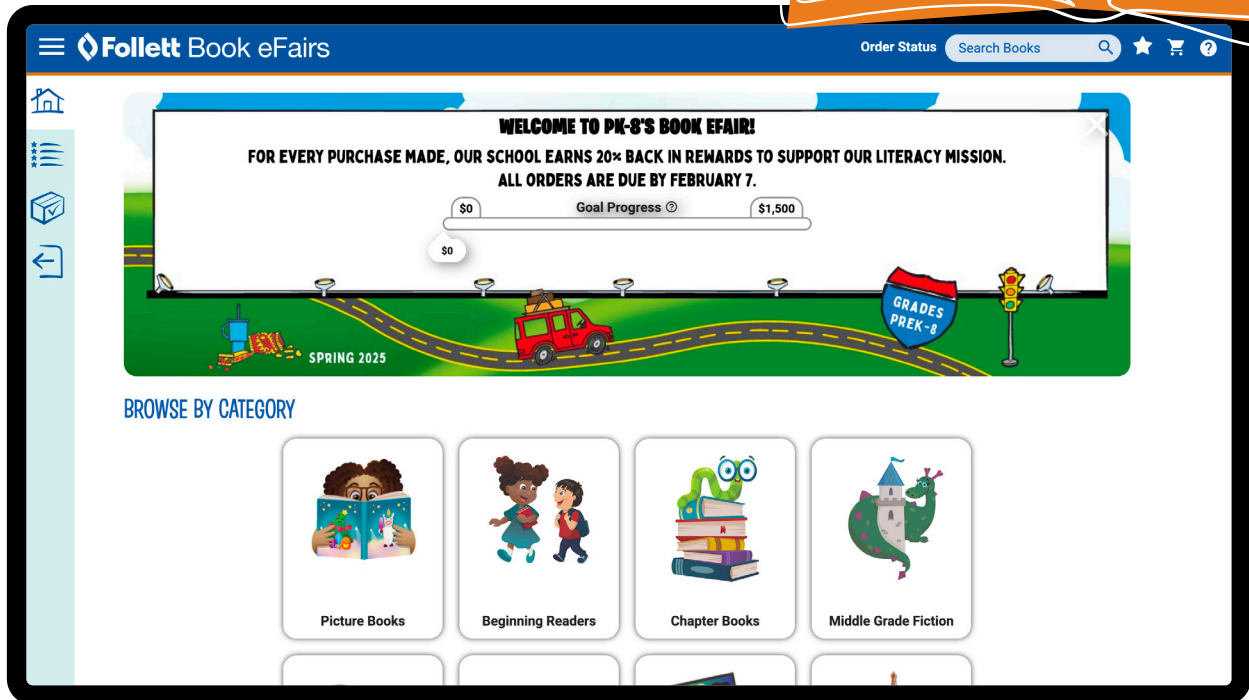 Follett Book eFairs
Order Status
Search Books
WELCOME TO PK-8'S BOOK EFAIR!
FOR EVERY PURCHASE MADE, OUR SCHOOL EARNS 20% BACK IN REWARDS TO SUPPORT OUR LITERACY MISSION.
ALL ORDERS ARE DUE BY FEBRUARY 7.
$0
Goal Progress ?
$1,500
$0
GRADES
PREK-8
SPRING 2025
BROWSE BY CATEGORY
Picture Books
Beginning Readers
Chapter Books
Middle Grade Fiction